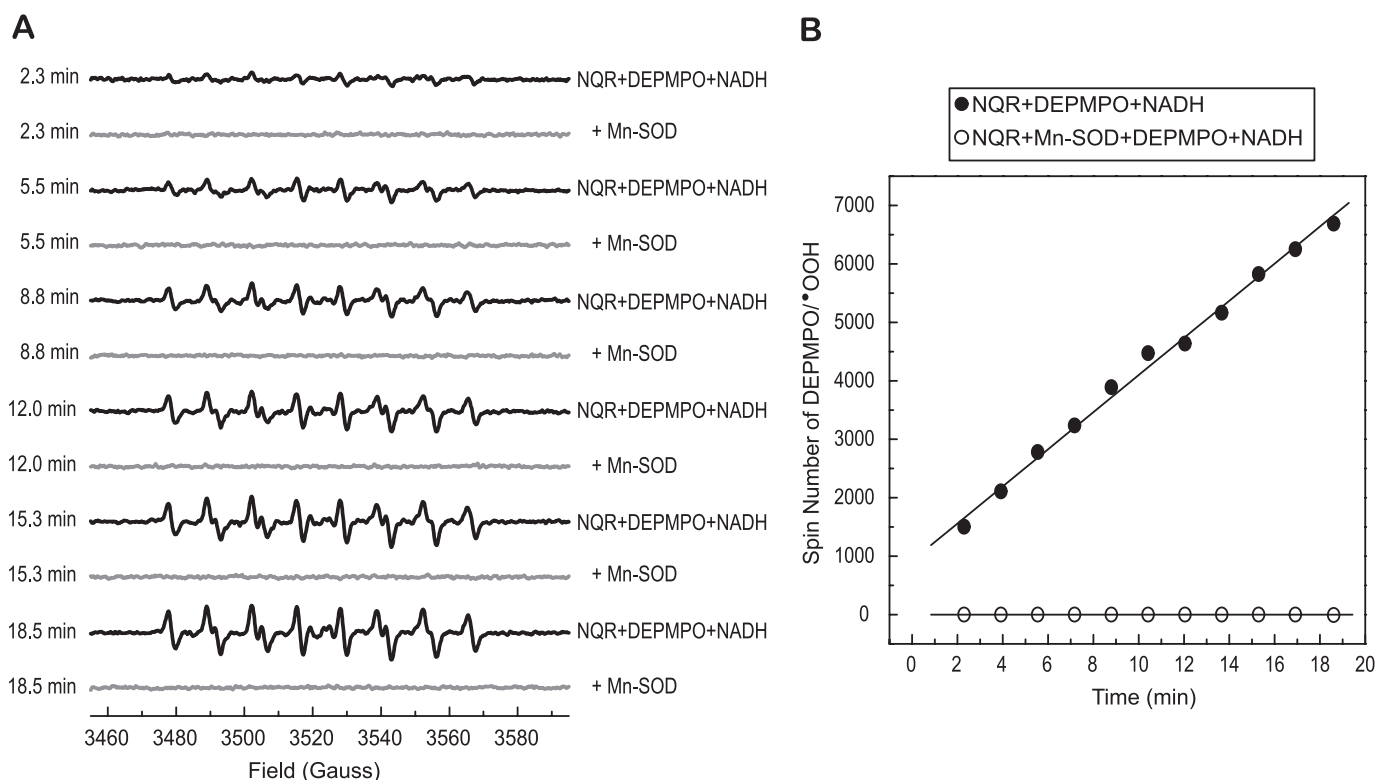 A
2.3 min NQR+DEPMPO+NADH
2.3 min + Mn-SOD
5.5 min NQR+DEPMPO+NADH
5.5 min + Mn-SOD
8.8 min NQR+DEPMPO+NADH
8.8 min + Mn-SOD
12.0 min NQR+DEPMPO+NADH
12.0 min + Mn-SOD
15.3 min NQR+DEPMPO+NADH
15.3 min + Mn-SOD
18.5 min NQR+DEPMPO+NADH
18.5 min + Mn-SOD
3460 3480 3500 3520 3540 3560 3580
Field (Gauss)
B
NQR+DEPMPO+NADH
NQR+Mn-SOD+DEPMPO+NADH
Spin Number of DEPMPO/•OOH
7000
6000
5000
4000
3000
2000
1000
0
0 2 4 6 8 10 12 14 16 18 20
Time (min)